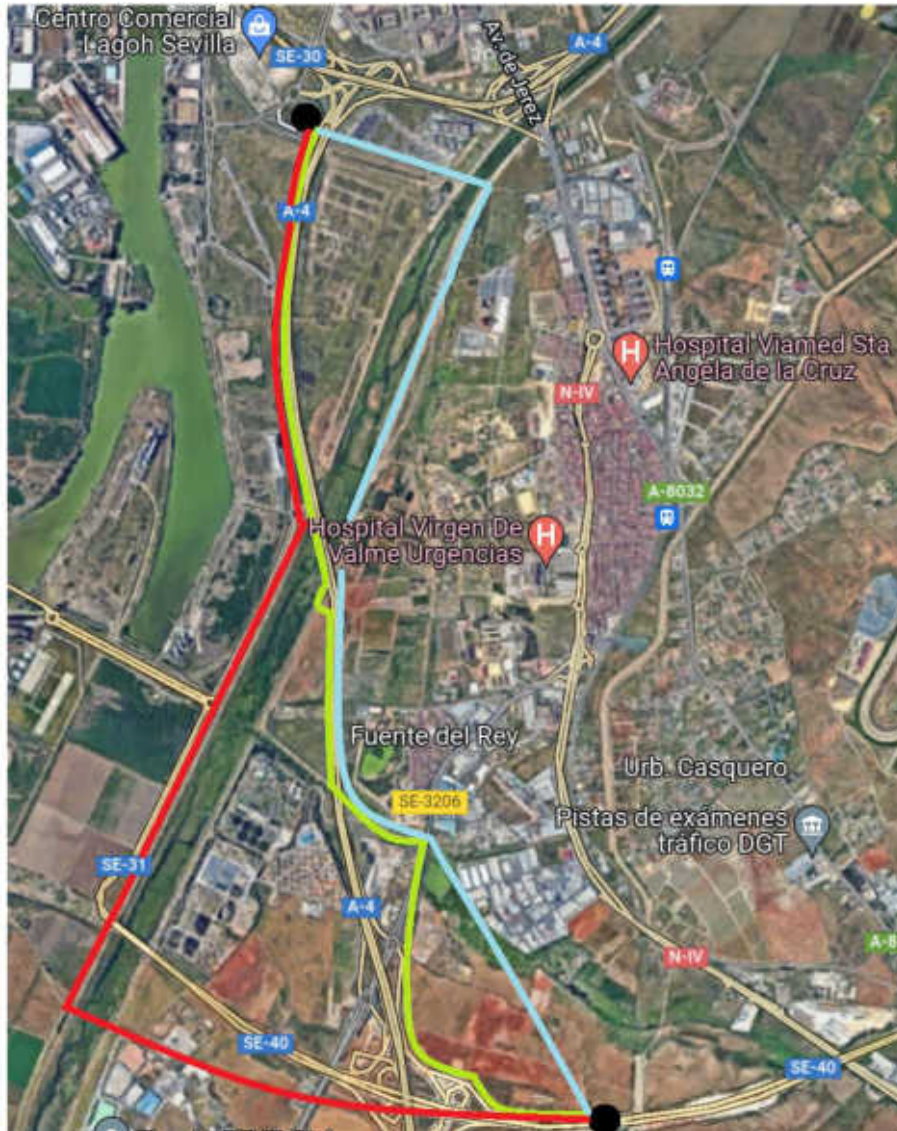 Centro Comercial
Lagoh Sevilla
SE-30
A-4
Av. de Jerez
A-4
Hospital Viamed Sta.
Ángela de la Cruz
N-IV
A-8032
Hospital Virgen De
Valme Urgencias
Fuente del Rey
Urb. Casquero
SE-3206
Pistas de exámenes
tráfico DGT
SE-31
A-4
N-IV
A-8
SE-40
SE-40